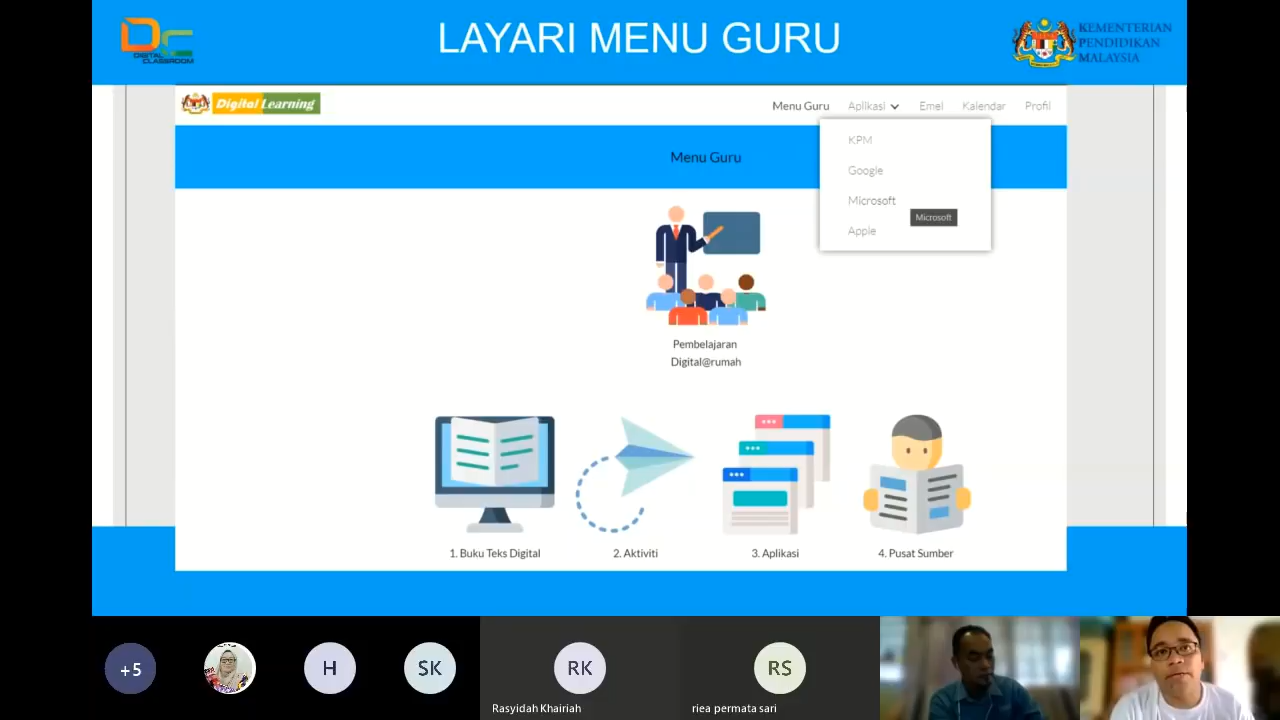 DIGITAL
CLASSROOM
LAYARI MENU GURU
KEMENTERIAN
PENDIDIKAN
MALAYSIA
Digital Learning
Menu Guru Aplikasi Emel Kalendar Profil
KPM
Google
Microsoft
Microsoft
Apple
Menu Guru
Pembelajaran
Digital@rumah
1. Buku Teks Digital 2. Aktiviti 3. Aplikasi 4. Pusat Sumber
+5 H SK RK RS
Rasyidah Khairiah riea permata sari